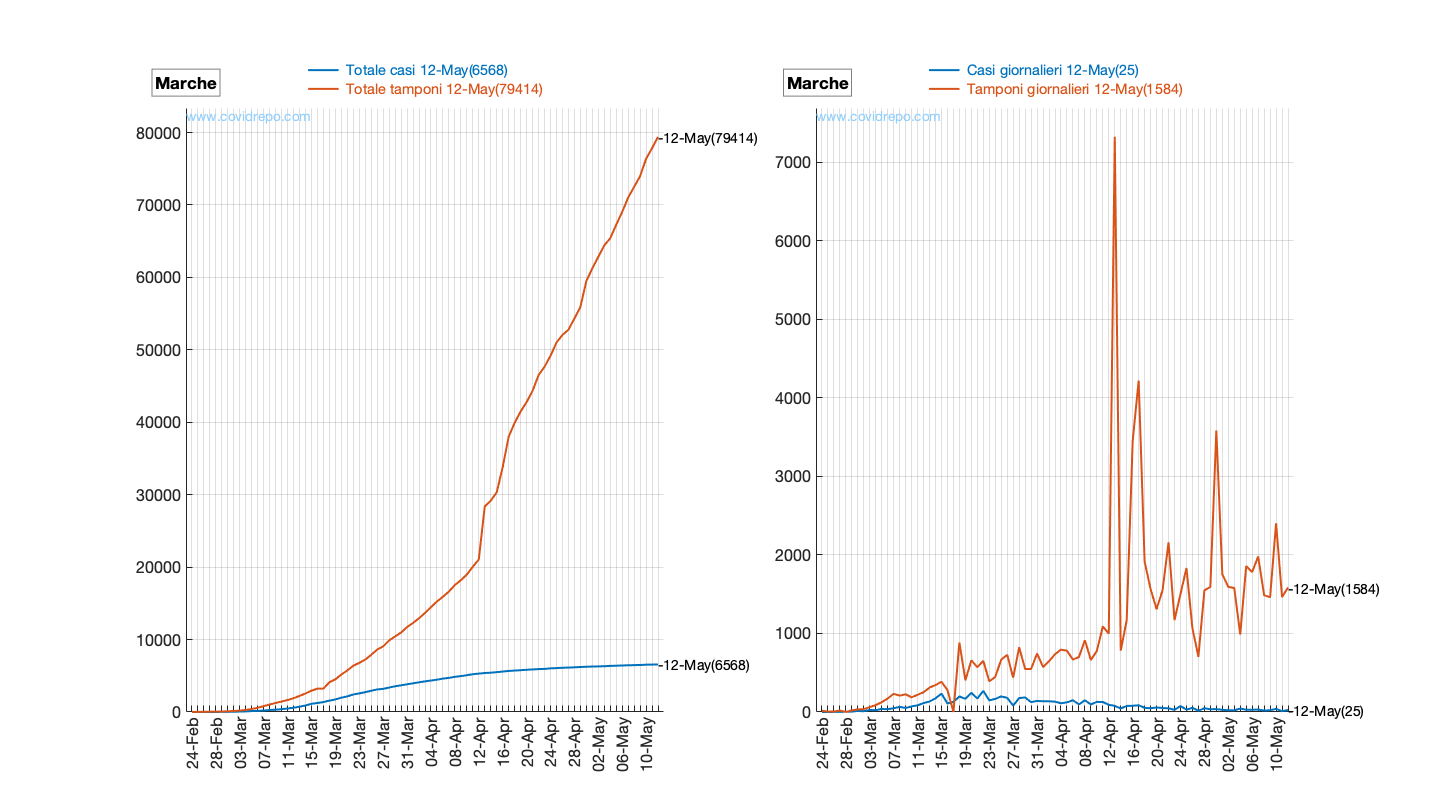 Marche
Totale casi 12-May(6568)
Totale tamponi 12-May(79414)
www.covidrepo.com
80000
70000
60000
50000
40000
30000
20000
10000
0
-12-May(79414)
-12-May(6568)
24-Feb
28-Feb
03-Mar
07-Mar
11-Mar
15-Mar
19-Mar
23-Mar
27-Mar
31-Mar
04-Apr
08-Apr
12-Apr
16-Apr
20-Apr
24-Apr
28-Apr
02-May
06-May
10-May
Marche
Casi giornalieri 12-May(25)
Tamponi giornalieri 12-May(1584)
www.covidrepo.com
7000
6000
5000
4000
3000
2000
1000
0
-12-May(1584)
-12-May(25)
24-Feb
28-Feb
03-Mar
07-Mar
11-Mar
15-Mar
19-Mar
23-Mar
27-Mar
31-Mar
04-Apr
08-Apr
12-Apr
16-Apr
20-Apr
24-Apr
28-Apr
02-May
06-May
10-May